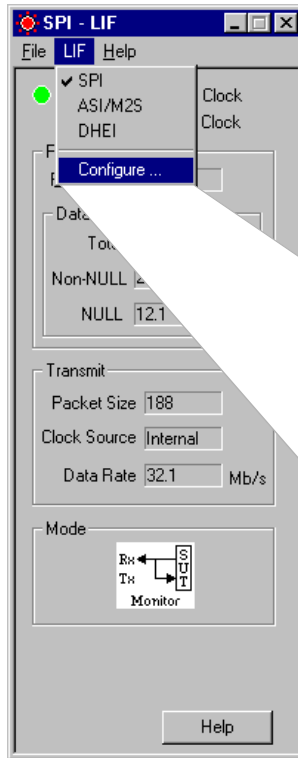 SPI - LIF
File LIF Help
SPI
ASI/M2S
DHEI
Configure ...
Clock
Clock
Data
Non-NULL
NULL 12.1
Transmit
Packet Size 188
Clock Source Internal
Data Rate 32.1 Mb/s
Mode
Rx
Tx
SUT
Monitor
Help